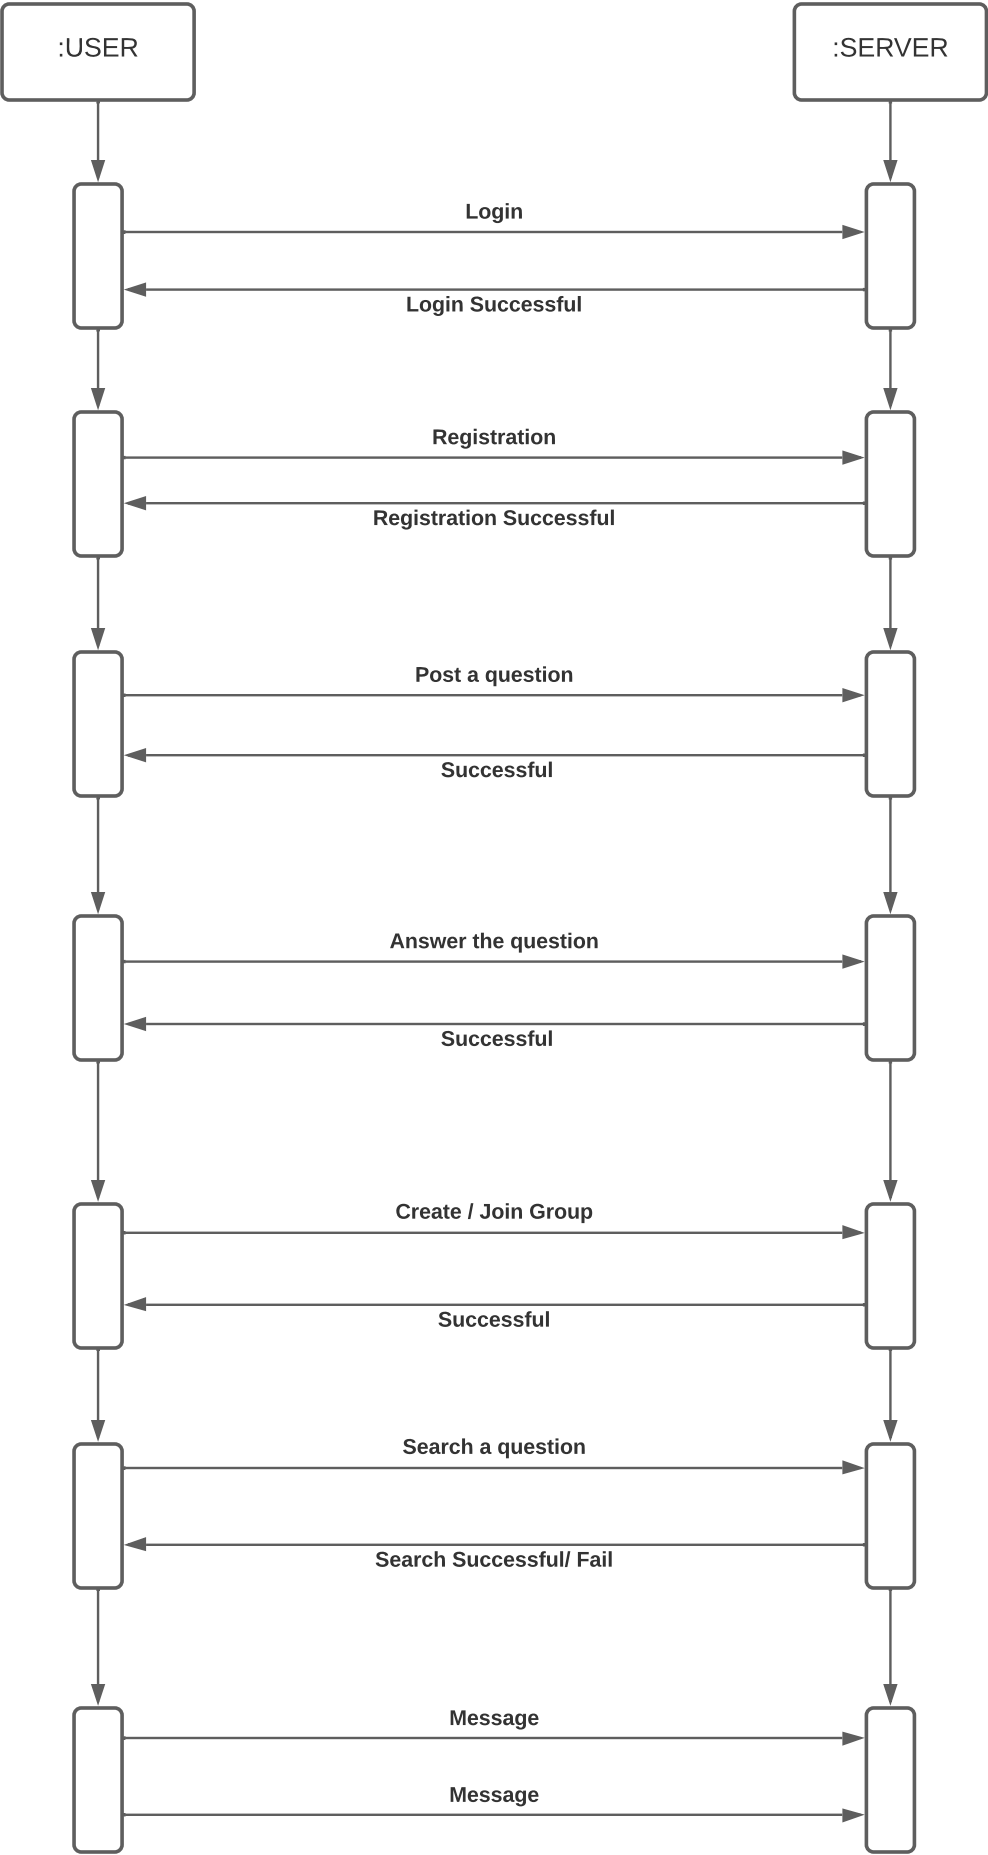 :USER
:SERVER
Login
Login Successful
Registration
Registration Successful
Post a question
Successful
Answer the question
Successful
Create / Join Group
Successful
Search a question
Search Successful/ Fail
Message
Message